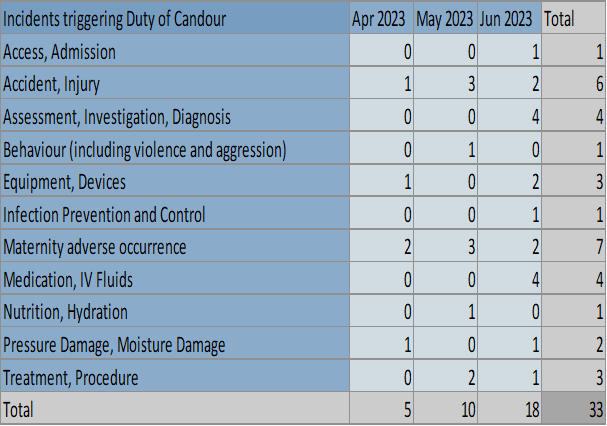 Incidents triggering Duty of Candour Apr 2023 May 2023 Jun 2023 Total
Access, Admission 0 0 1 1
Accident, Injury 1 3 2 6
Assessment, Investigation, Diagnosis 0 0 4 4
Behaviour (including violence and aggression) 0 1 0 1
Equipment, Devices 1 0 2 3
Infection Prevention and Control 0 0 1 1
Maternity adverse occurrence 2 3 2 7
Medication, IV Fluids 0 0 4 4
Nutrition, Hydration 0 1 0 1
Pressure Damage, Moisture Damage 1 0 1 2
Treatment, Procedure 0 2 1 3
Total 5 10 18 33